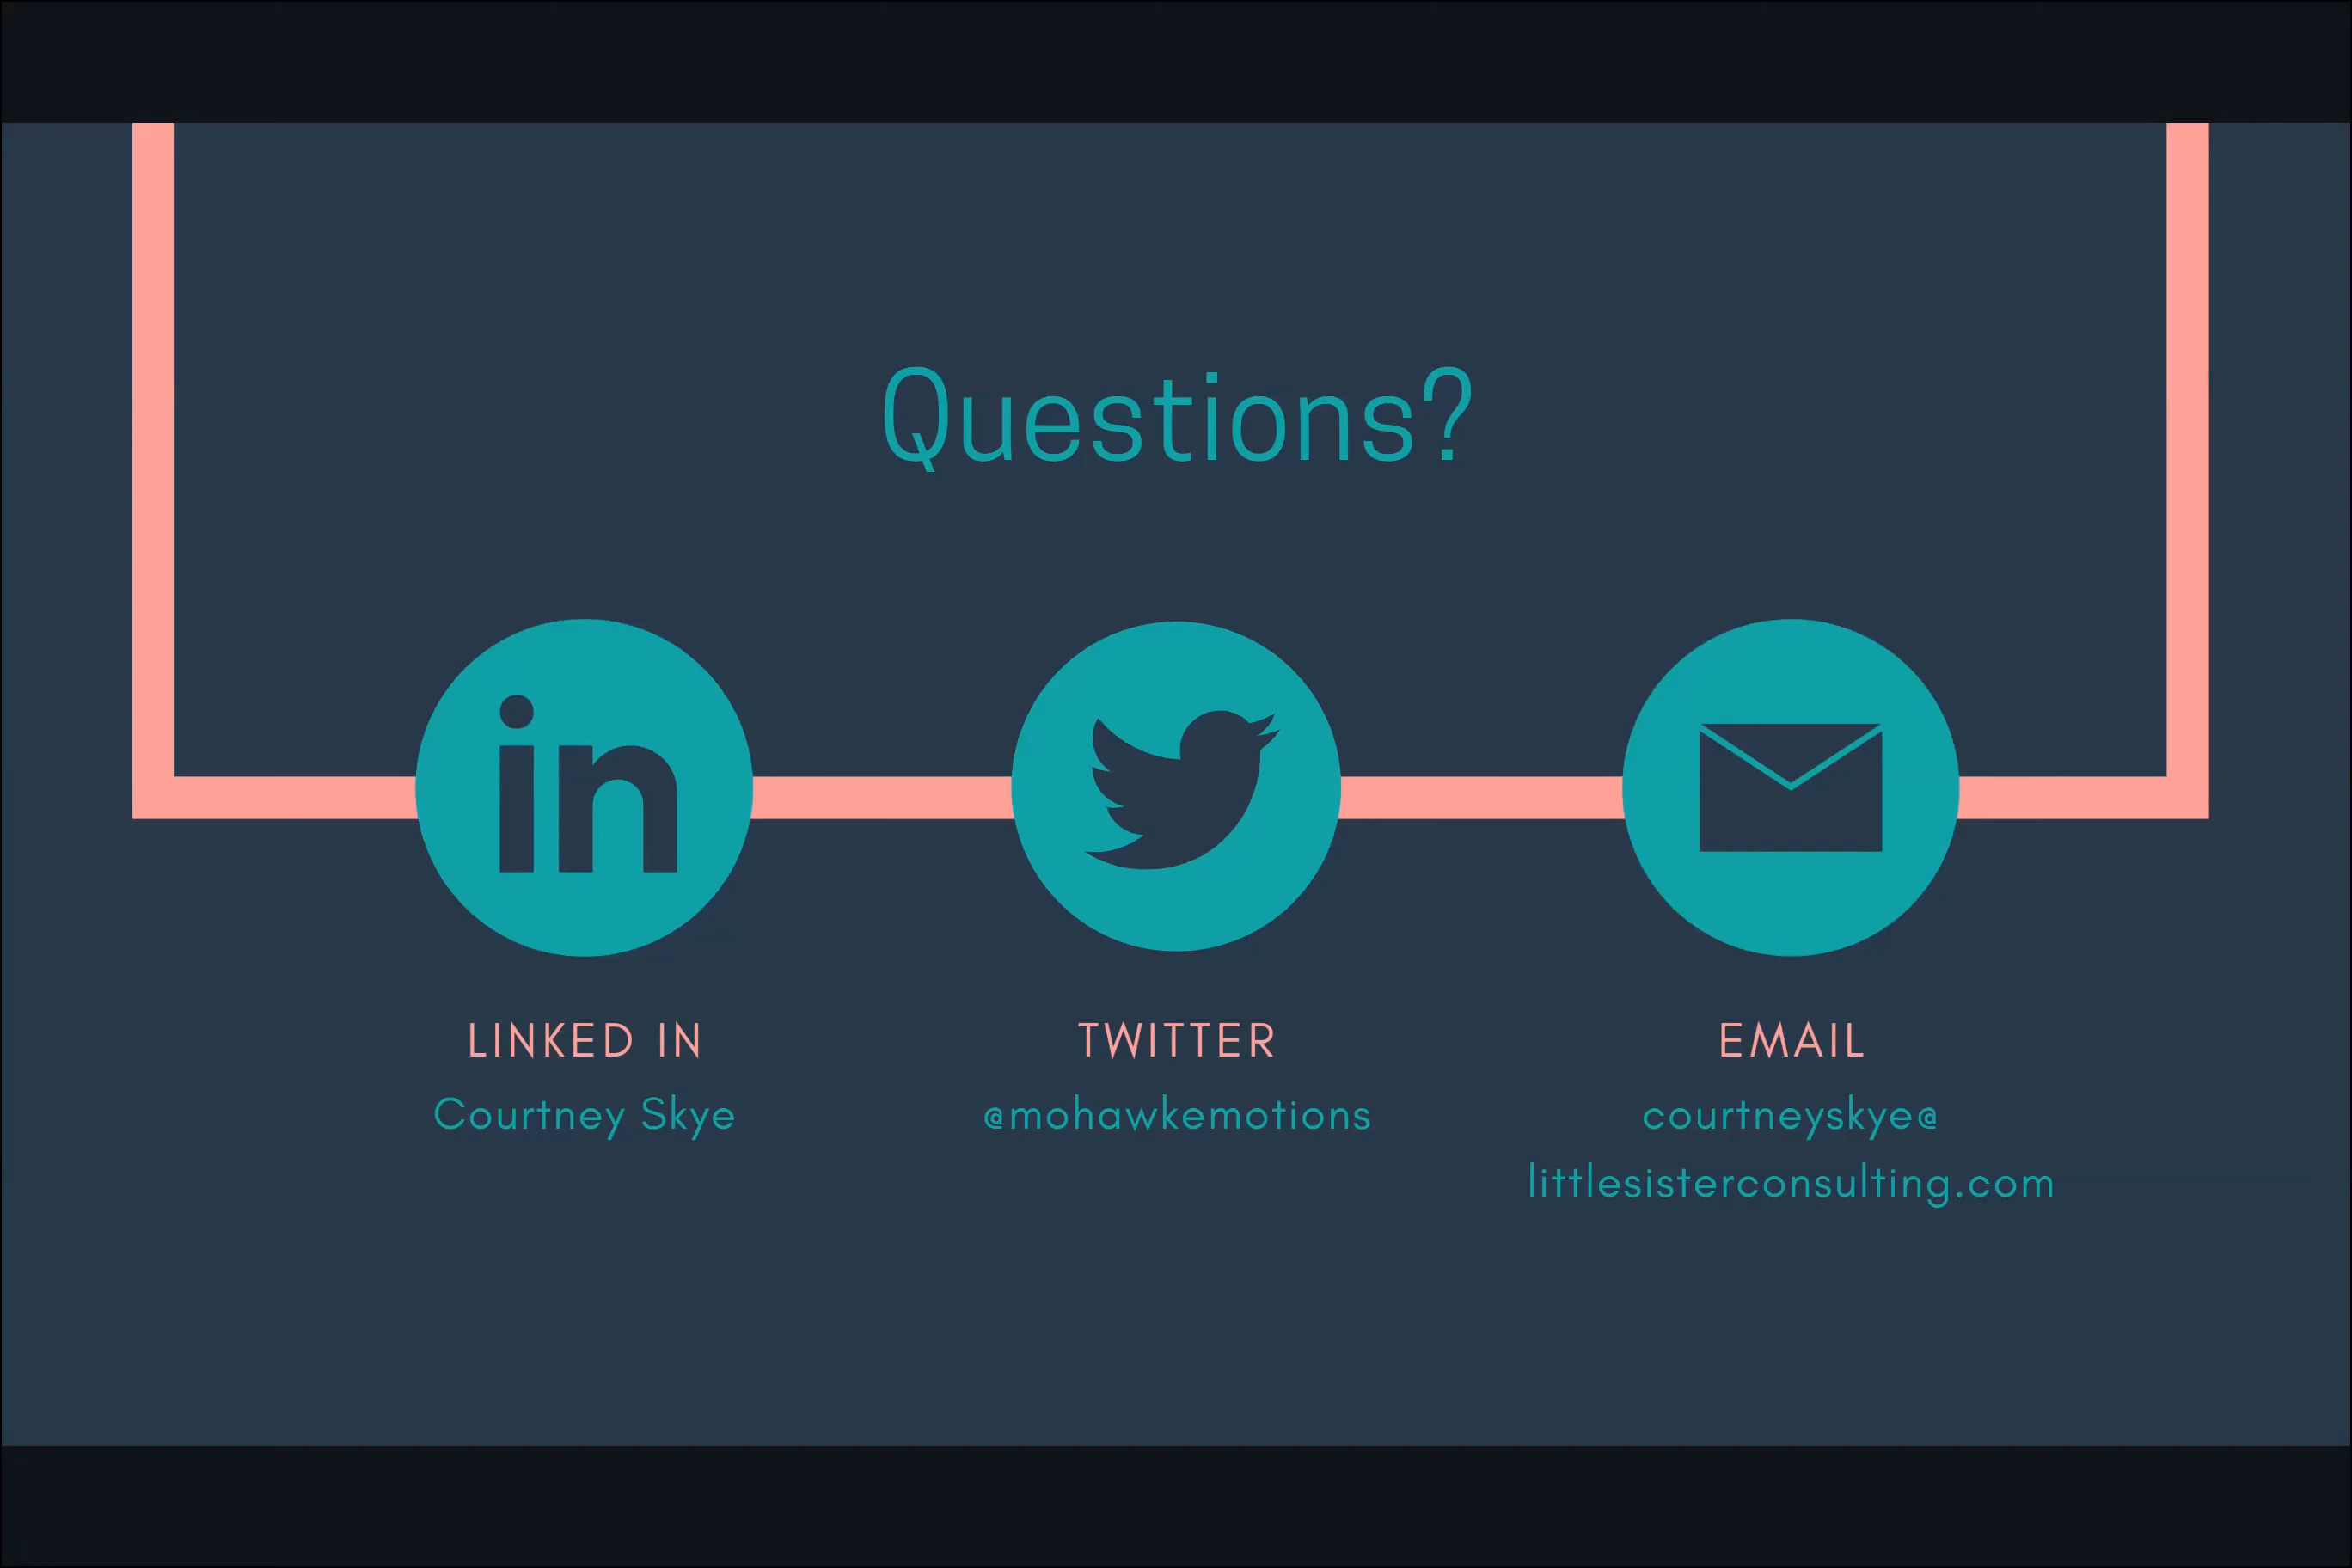 Questions?
in
LINKED IN
Courtney Skye
TWITTER
@mohawkemotions
EMAIL
courtneyskye@
littlesisterconsulting.com